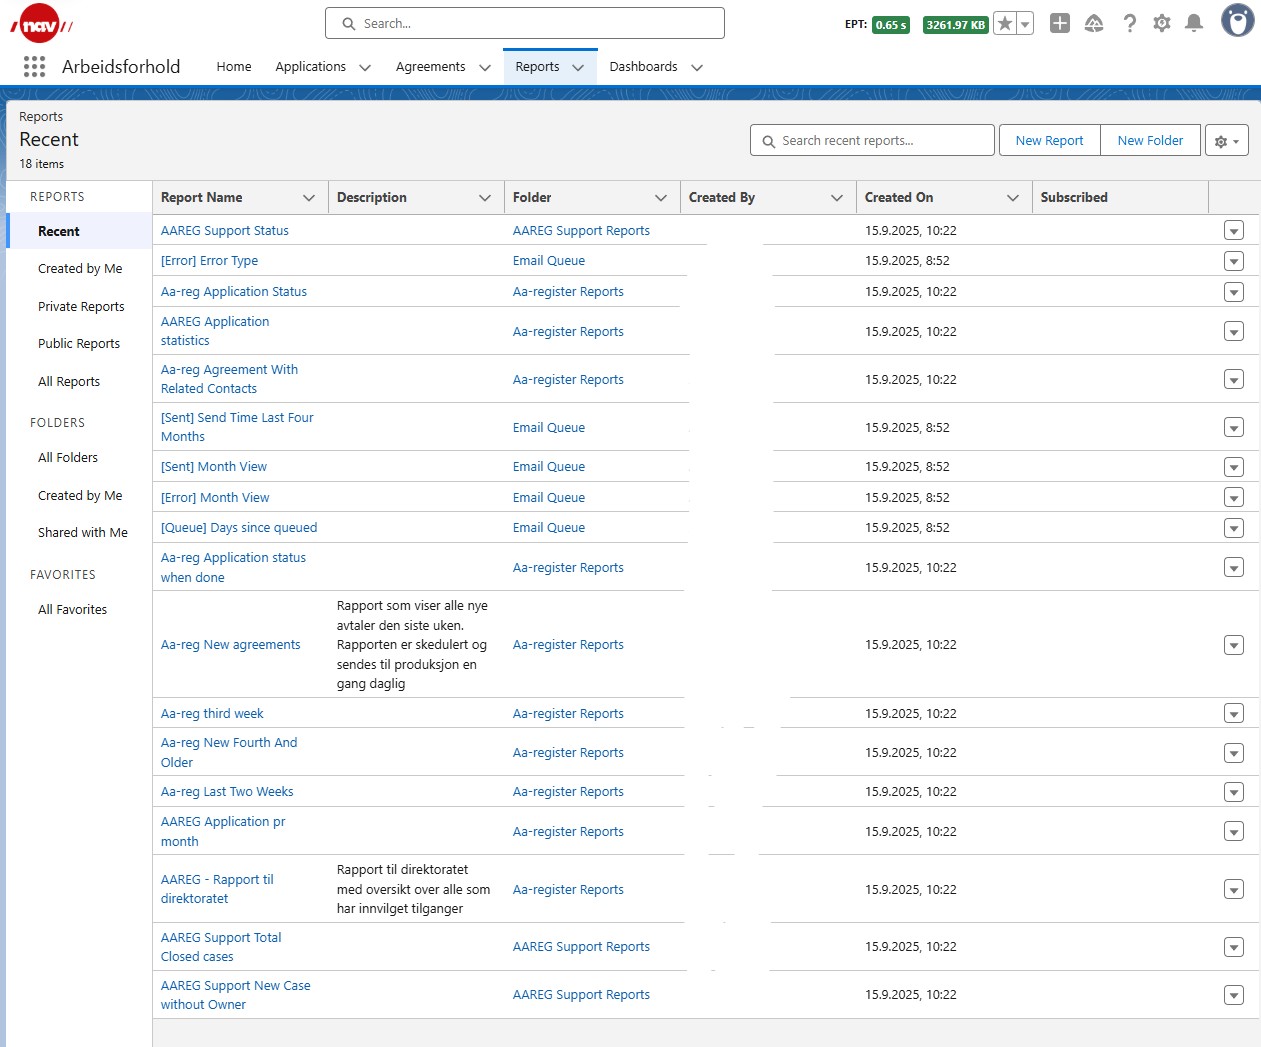 nav
Search...
EPT: 0.65 s 3261.97 KB
Arbeidsforhold
Home
Applications
Agreements
Reports
Dashboards
Reports
Recent
18 items
Search recent reports...
New Report
New Folder
REPORTS
Recent
Created by Me
Private Reports
Public Reports
All Reports
FOLDERS
All Folders
Created by Me
Shared with Me
FAVORITES
All Favorites
Report Name Description Folder Created By Created On Subscribed
AAREG Support Status AAREG Support Reports 15.9.2025, 10:22
[Error] Error Type Email Queue 15.9.2025, 8:52
Aa-reg Application Status Aa-register Reports 15.9.2025, 10:22
AAREG Application
statistics
Aa-register Reports 15.9.2025, 10:22
Aa-reg Agreement With
Related Contacts
Aa-register Reports 15.9.2025, 10:22
[Sent] Send Time Last Four
Months
Email Queue 15.9.2025, 8:52
[Sent] Month View Email Queue 15.9.2025, 8:52
[Error] Month View Email Queue 15.9.2025, 8:52
[Queue] Days since queued Email Queue 15.9.2025, 8:52
Aa-reg Application status
when done
Aa-register Reports 15.9.2025, 10:22
Aa-reg New agreements
Rapport som viser alle nye
avtaler den siste uken.
Rapporten er skedulert og
sendes til produksjon en
gang daglig
Aa-register Reports 15.9.2025, 10:22
Aa-reg third week Aa-register Reports 15.9.2025, 10:22
Aa-reg New Fourth And
Older
Aa-register Reports 15.9.2025, 10:22
Aa-reg Last Two Weeks Aa-register Reports 15.9.2025, 10:22
AAREG Application pr
month
Aa-register Reports 15.9.2025, 10:22
AAREG - Rapport til
direktoratet
Rapport til direktoratet
med oversikt over alle som
har innvilget tilganger
Aa-register Reports 15.9.2025, 10:22
AAREG Support Total
Closed cases
AAREG Support Reports 15.9.2025, 10:22
AAREG Support New Case
without Owner
AAREG Support Reports 15.9.2025, 10:22